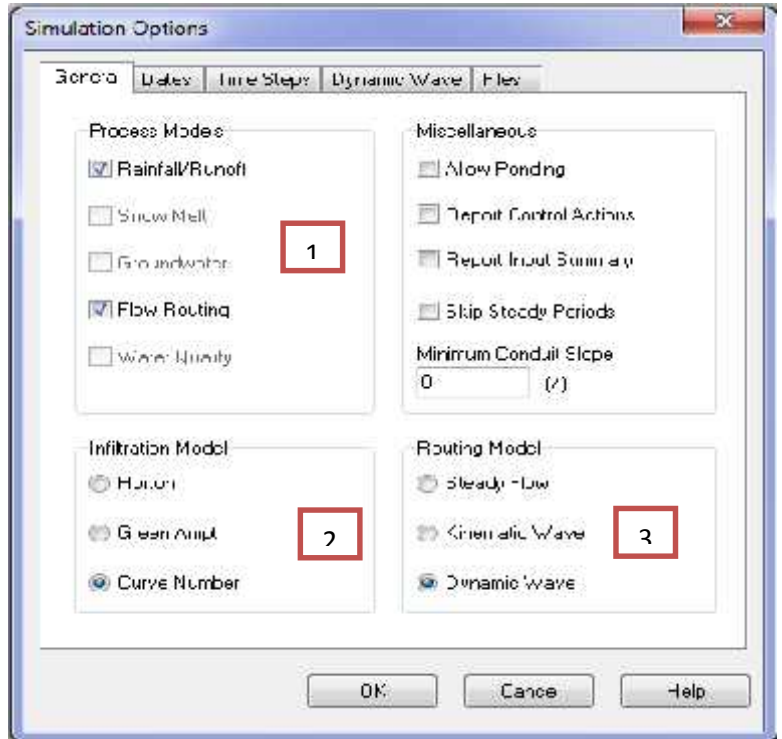 Simulation Options
General Dates Time Steps Dynamic Wave Files
Process Models
Rainfall/Runoff
Snow Melt
Groundwater
Flow Routing
Water Quality
1
Miscellaneous
Allow Ponding
Report Control Actions
Report Input Summary
Skip Steady Periods
Minimum Conduit Slope
0 (%)
Infiltration Model
Horton
Green Ampt
Curve Number
2
Routing Model
Steady Flow
Kinematic Wave
Dynamic Wave
3
OK Cancel Help